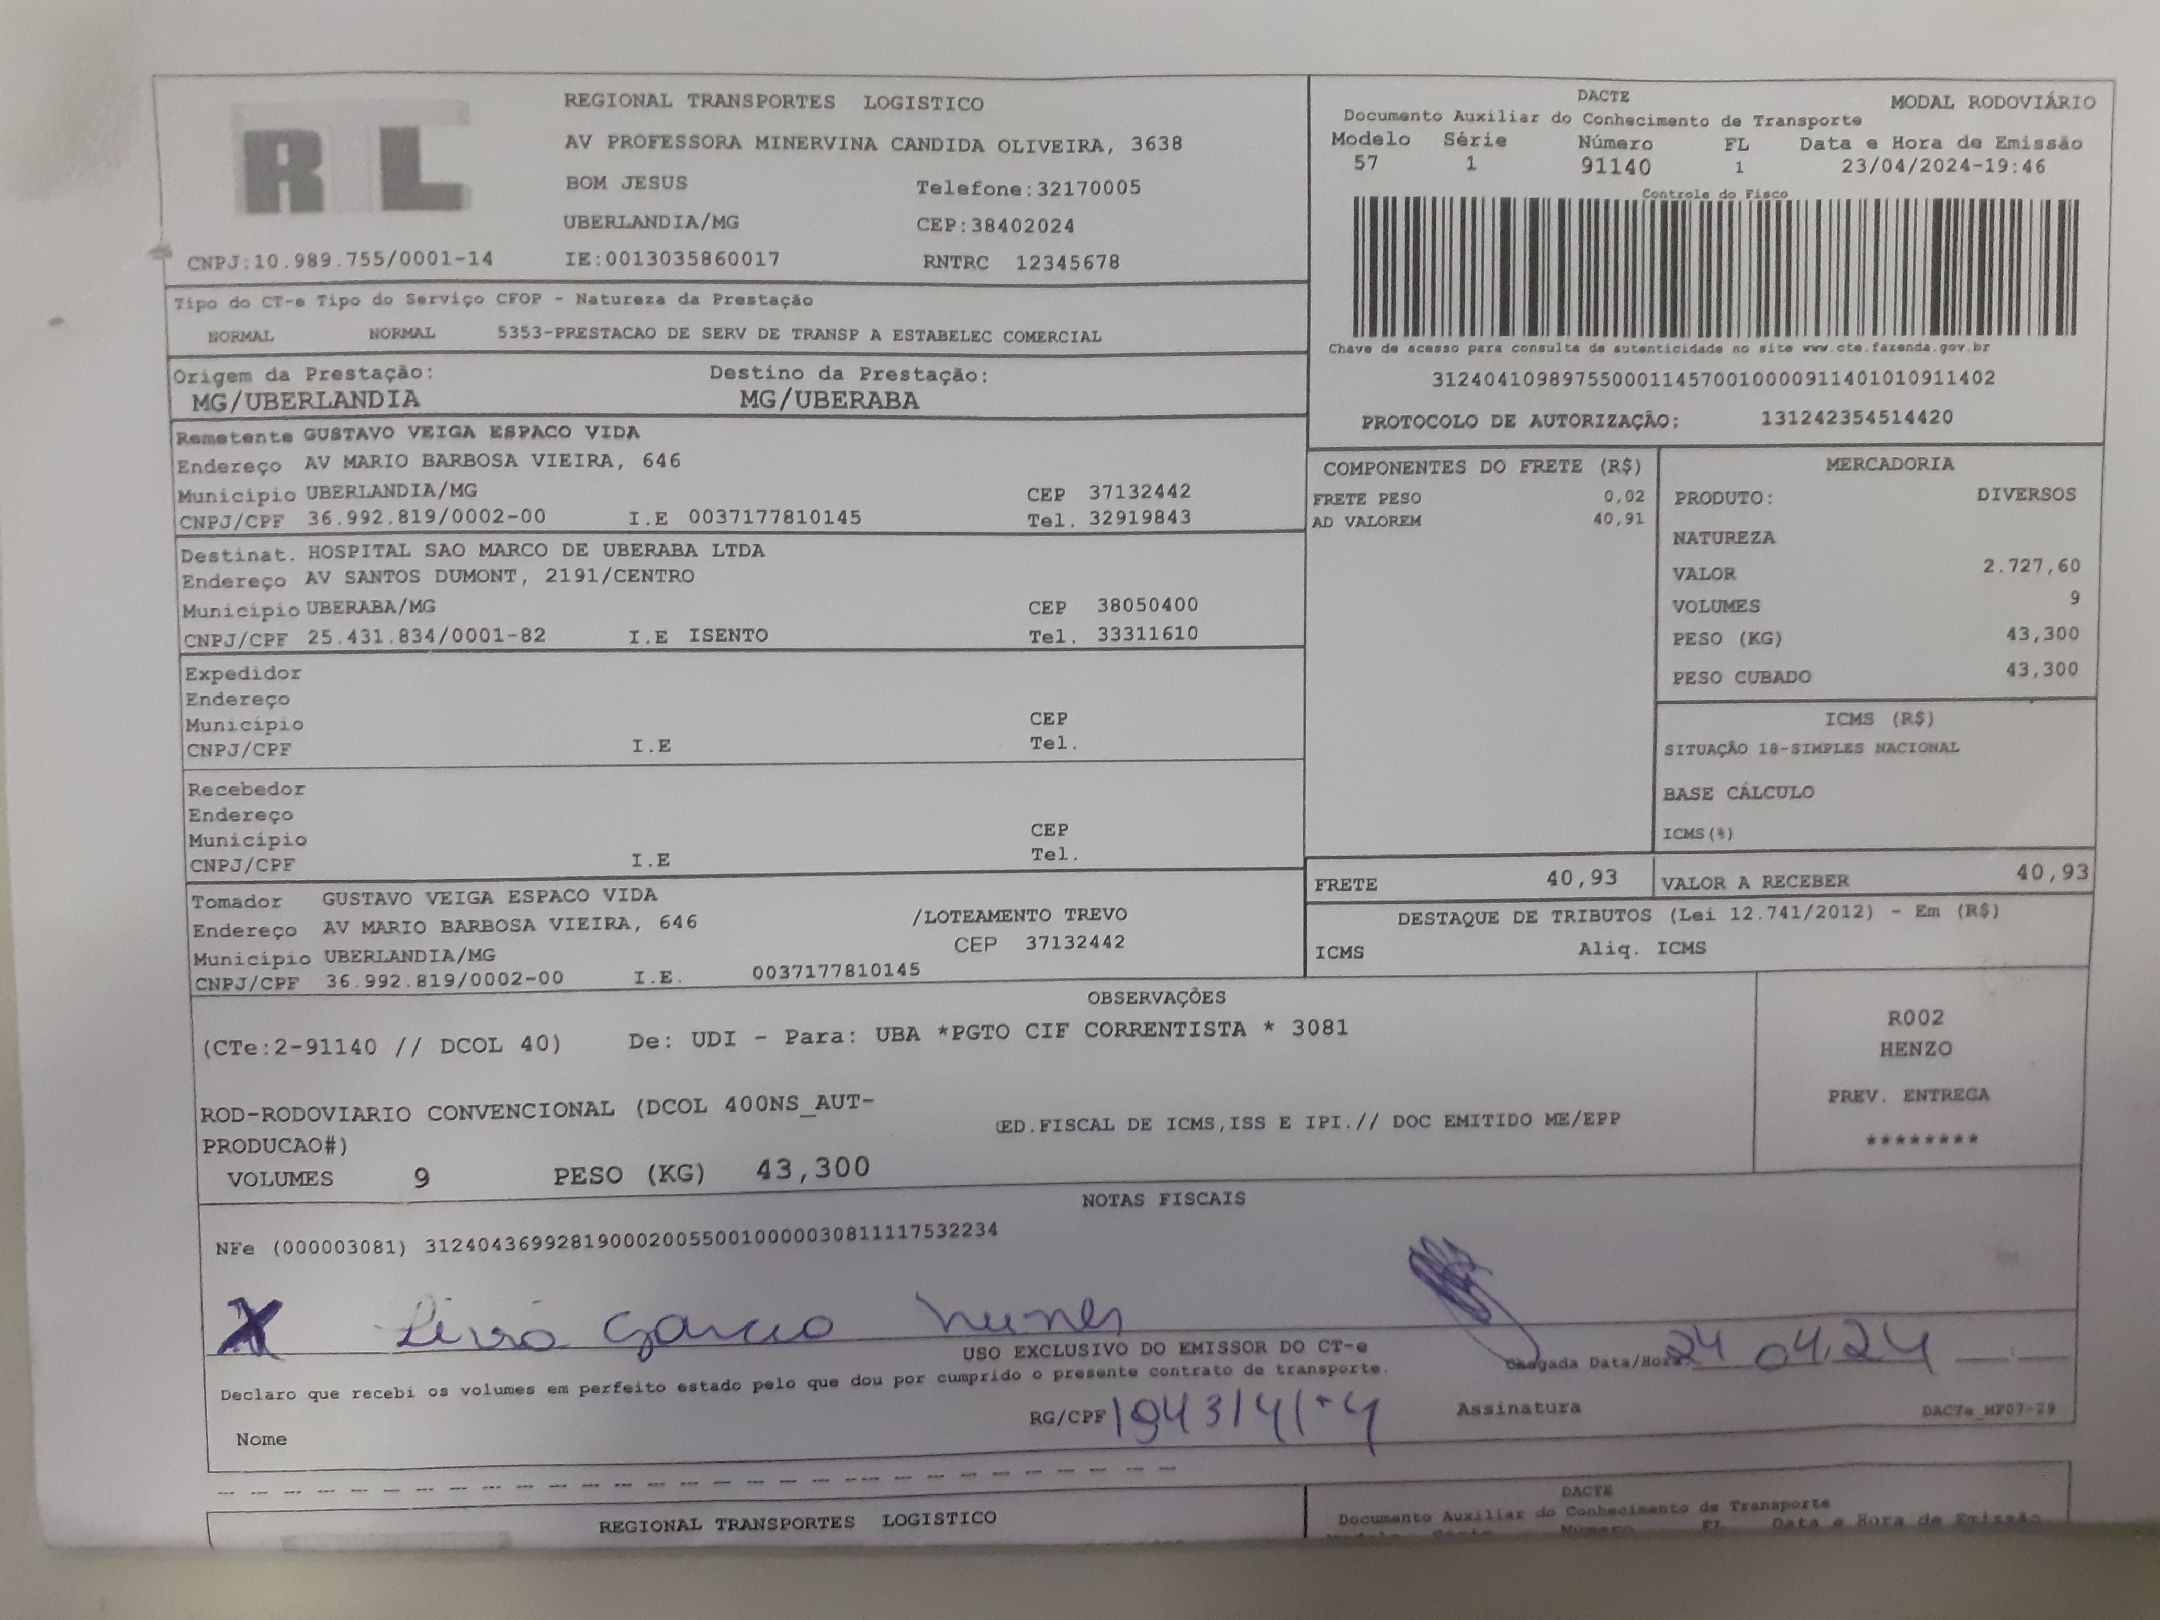 RTL
REGIONAL TRANSPORTES LOGISTICO
AV PROFESSORA MINERVINA CANDIDA OLIVEIRA, 3638
BOM JESUS Telefone:32170005
UBERLANDIA/MG CEP:38402024
CNPJ:10.989.755/0001-14 IE:0013035860017 RNTRC 12345678
DACTE MODAL RODOVIÁRIO
Documento Auxiliar do Conhecimento de Transporte
Modelo Série Número FL Data e Hora de Emissão
57 1 91140 1 23/04/2024-19:46
Controle do Fisco
Chave de acesso para consulta de autenticidade no site www.cte.fazenda.gov.br
31240410989755000114570010000911401010911402
PROTOCOLO DE AUTORIZAÇÃO: 131242354514420
Tipo do CT-e Tipo do Serviço CFOP - Natureza da Prestação
NORMAL NORMAL 5353-PRESTACAO DE SERV DE TRANSP A ESTABELEC COMERCIAL
Origem da Prestação: Destino da Prestação:
MG/UBERLANDIA MG/UBERABA
Remetente GUSTAVO VEIGA ESPACO VIDA
Endereço AV MARIO BARBOSA VIEIRA, 646
Município UBERLANDIA/MG CEP 37132442
CNPJ/CPF 36.992.819/0002-00 I.E 0037177810145 Tel. 32919843
Destinat. HOSPITAL SAO MARCO DE UBERABA LTDA
Endereço AV SANTOS DUMONT, 2191/CENTRO
Município UBERABA/MG CEP 38050400
CNPJ/CPF 25.431.834/0001-82 I.E ISENTO Tel. 33311610
Expedidor
Endereço
Município CEP
CNPJ/CPF I.E Tel.
Recebedor
Endereço
Município CEP
CNPJ/CPF I.E Tel.
Tomador GUSTAVO VEIGA ESPACO VIDA
Endereço AV MARIO BARBOSA VIEIRA, 646 /LOTEAMENTO TREVO
Município UBERLANDIA/MG CEP 37132442
CNPJ/CPF 36.992.819/0002-00 I.E. 0037177810145
COMPONENTES DO FRETE (R$)
FRETE PESO 0,02
AD VALOREM 40,91
MERCADORIA
PRODUTO: DIVERSOS
NATUREZA
VALOR 2.727,60
VOLUMES 9
PESO (KG) 43,300
PESO CUBADO 43,300
ICMS (R$)
SITUAÇÃO 18-SIMPLES NACIONAL
BASE CÁLCULO
ICMS(%)
FRETE 40,93 VALOR A RECEBER 40,93
DESTAQUE DE TRIBUTOS (Lei 12.741/2012) - Em (R$)
ICMS Aliq. ICMS
OBSERVAÇÕES
(CTe:2-91140 // DCOL 40) De: UDI - Para: UBA *PGTO CIF CORRENTISTA * 3081
ROD-RODOVIARIO CONVENCIONAL (DCOL 400NS_AUT-
PRODUCAO#)
ED.FISCAL DE ICMS,ISS E IPI.// DOC EMITIDO ME/EPP
VOLUMES 9 PESO (KG) 43,300
R002
HENZO
PREV. ENTREGA
********
NOTAS FISCAIS
NFe (000003081) 31240436992819000200550010000030811117532234
X Garcia Nunes
USO EXCLUSIVO DO EMISSOR DO CT-e
Chegada Data/Hora 24 04.24 __:__
Declaro que recebi os volumes em perfeito estado pelo que dou por cumprido o presente contrato de transporte.
Nome RG/CPF Assinatura DACTe_MP07-29
REGIONAL TRANSPORTES LOGISTICO
DACTE
Documento Auxiliar do Conhecimento de Transporte
Modelo Série Número FL Data e Hora de Emissão